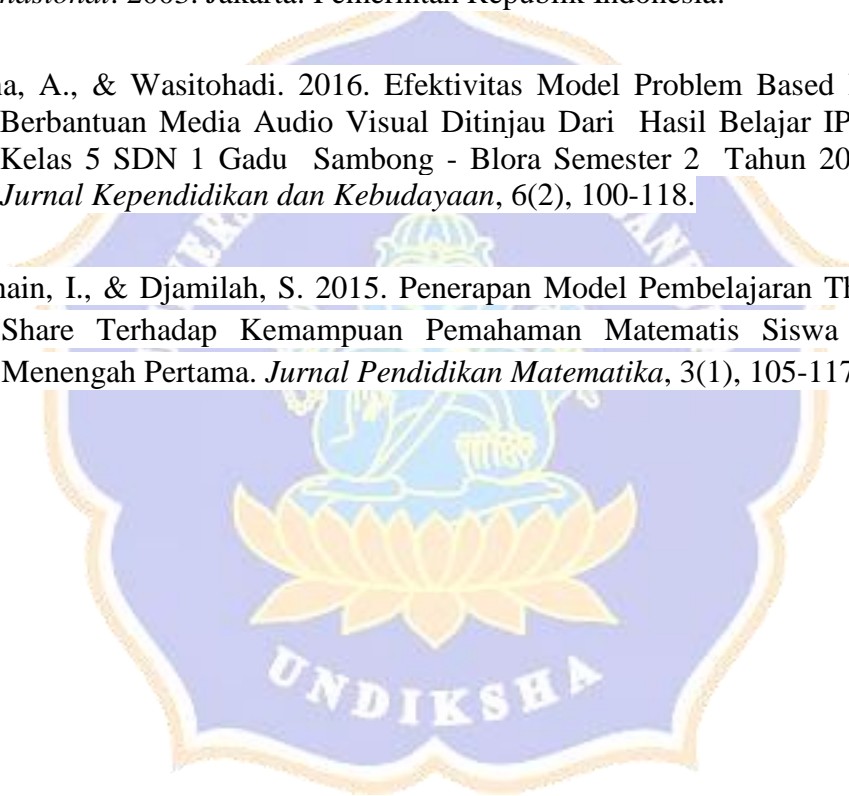 nasional. 2003. Jakarta: Pemerintah Republik Indonesia.
na, A., & Wasitohadi. 2016. Efektivitas Model Problem Based
Berbantuan Media Audio Visual Ditinjau Dari Hasil Belajar IP
Kelas 5 SDN 1 Gadu Sambong - Blora Semester 2 Tahun 20
Jurnal Kependidikan dan Kebudayaan, 6(2), 100-118.
nain, I., & Djamilah, S. 2015. Penerapan Model Pembelajaran Th
Share Terhadap Kemampuan Pemahaman Matematis Siswa
Menengah Pertama. Jurnal Pendidikan Matematika, 3(1), 105-117
UNDIKSHA